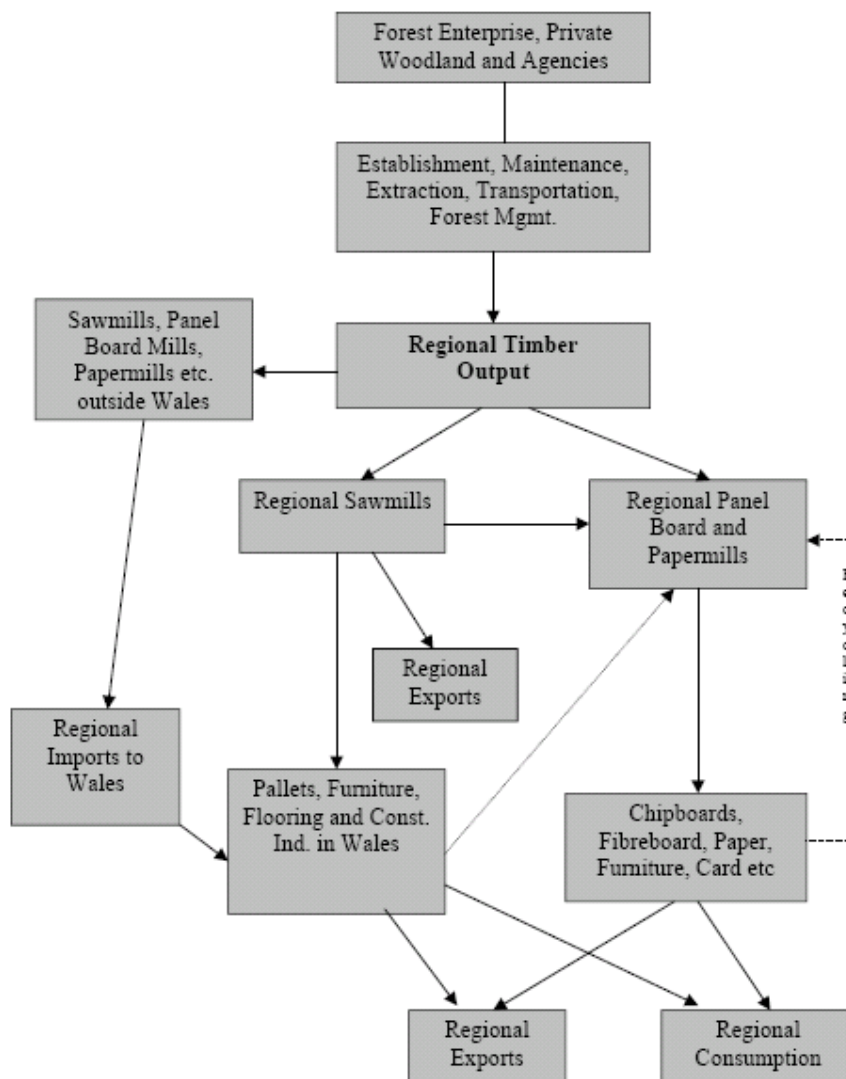 Forest Enterprise, Private
Woodland and Agencies
Establishment, Maintenance,
Extraction, Transportation,
Forest Mgmt.
Sawmills, Panel
Board Mills,
Papermills etc.
outside Wales
Regional Timber
Output
Regional Sawmills
Regional Panel
Board and
Papermills
Regional
Exports
Regional
Imports to
Wales
Pallets, Furniture,
Flooring and Const.
Ind. in Wales
Chipboards,
Fibreboard, Paper,
Furniture, Card etc
Regional
Exports
Regional
Consumption